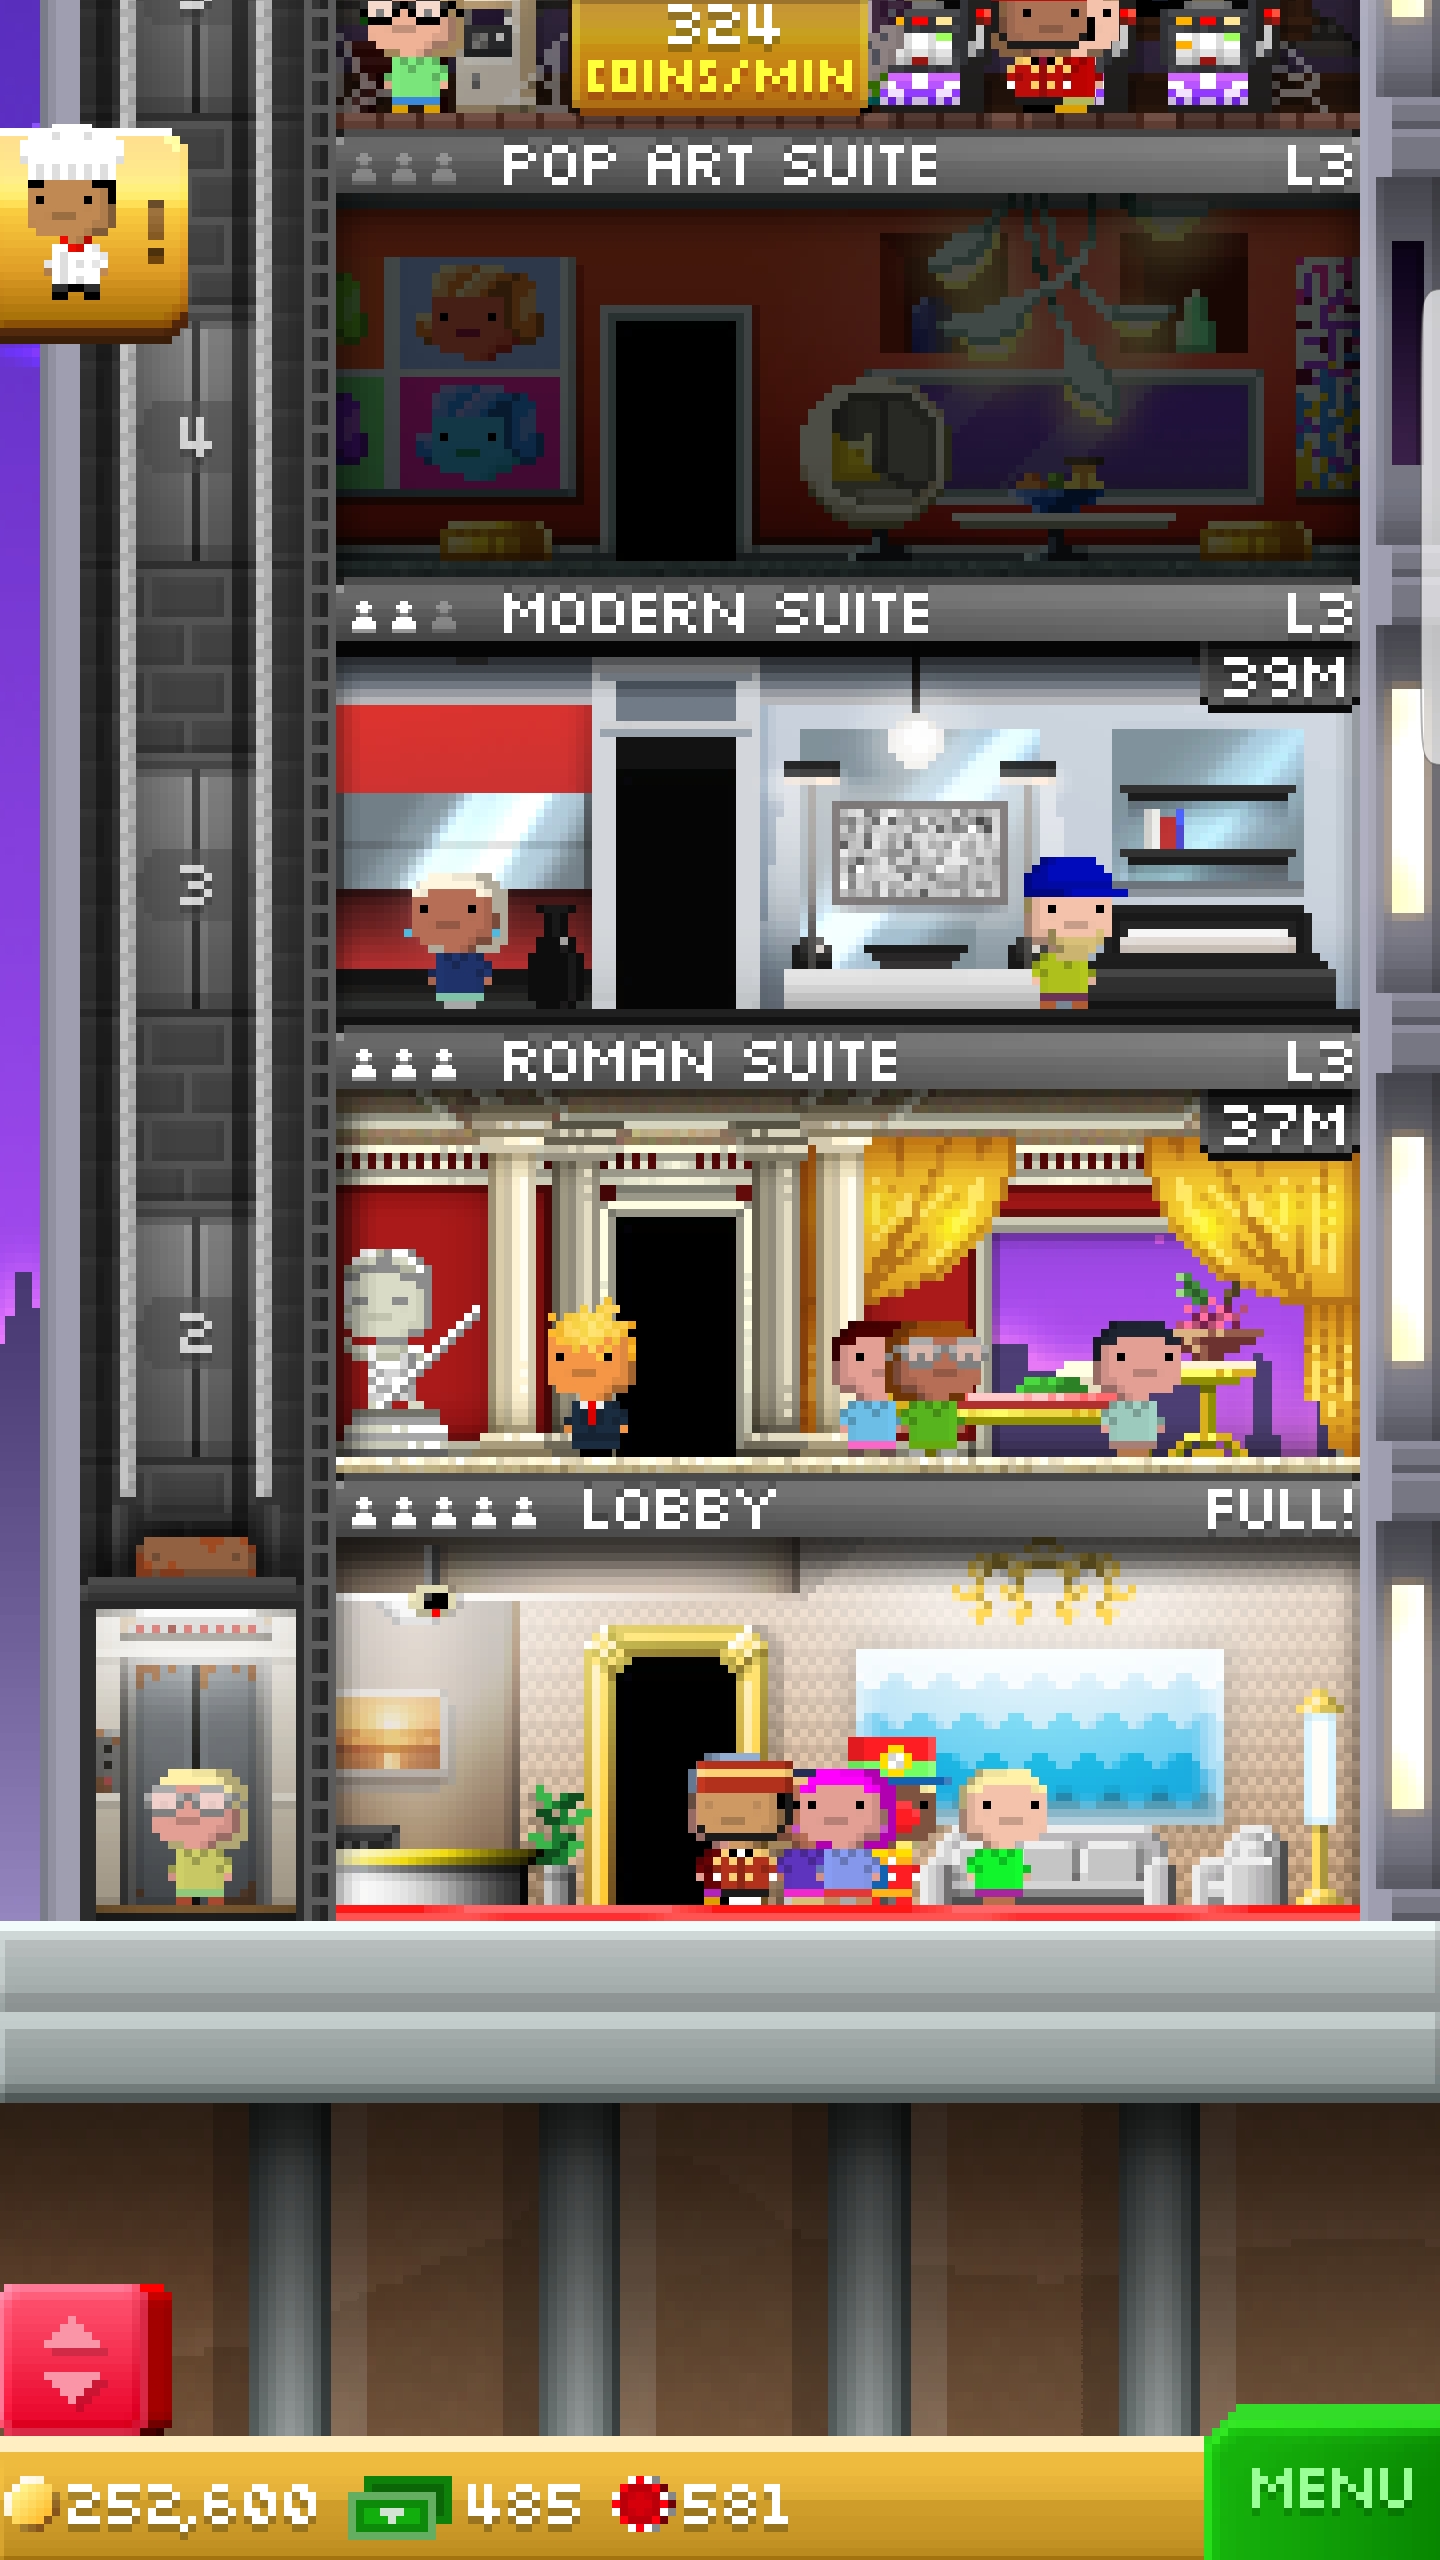 324
COINS/MIN
POP ART SUITE L3
!
4
MODERN SUITE L3
39M
3
ROMAN SUITE L3
37M
2
LOBBY FULL!
252,600 485 581
MENU